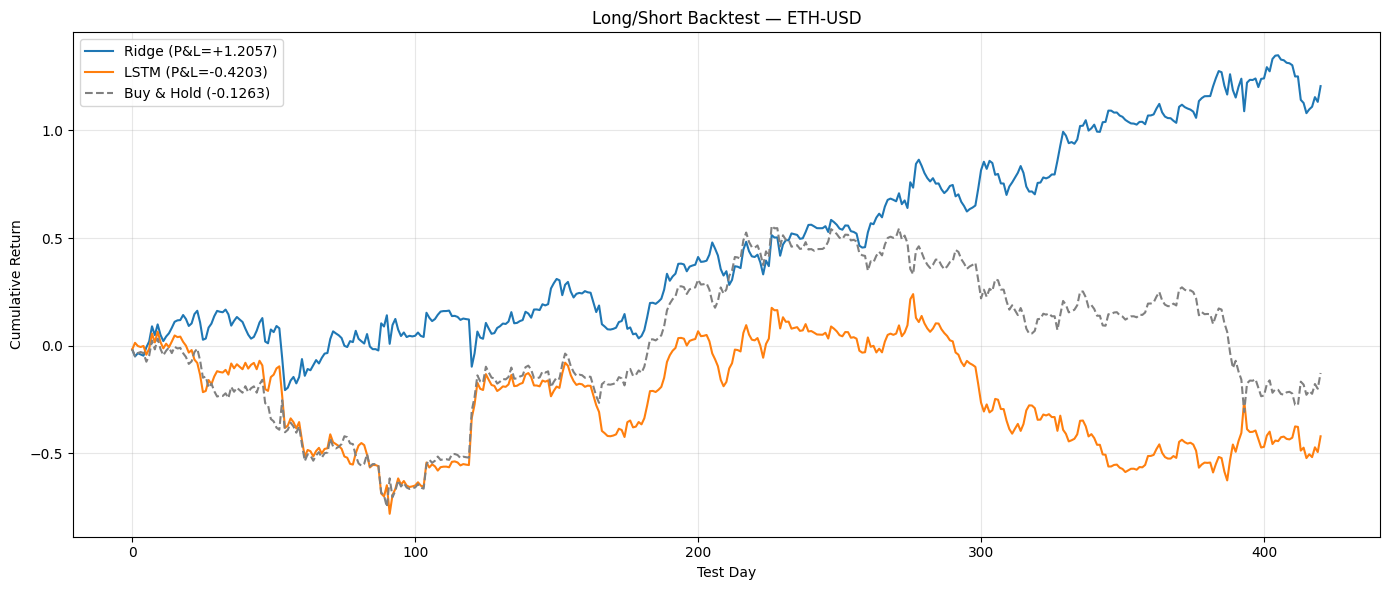 Long/Short Backtest — ETH-USD
Ridge (P&L=+1.2057)
LSTM (P&L=-0.4203)
Buy & Hold (-0.1263)
Cumulative Return
1.0
0.5
0.0
−0.5
0
100
200
300
400
Test Day